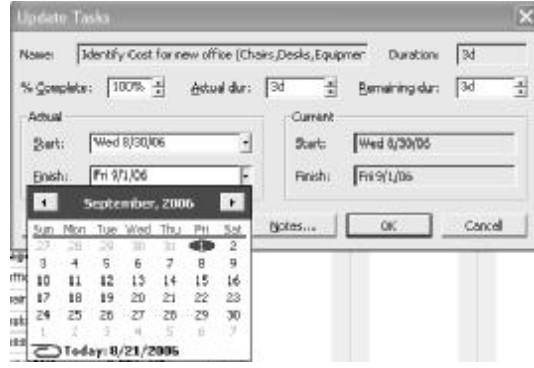 Update Tasks
Name: Identify Cost for new office (Chairs,Desks,Equipmer Duration: 3d
% Complete: 100% Actual dur: 3d Remaining dur: 3d
Actual Current
Start: Wed 8/30/06 Start: Wed 8/30/06
Finish: Fri 9/1/06 Finish: Fri 9/1/06
September, 2006
Notes... OK Cancel
Sun Mon Tue Wed Thu Fri Sat
27 28 29 30 31 1 2
3 4 5 6 7 8 9
10 11 12 13 14 15 16
17 18 19 20 21 22 23
24 25 26 27 28 29 30
1 2 3 4 5 6 7
Today: 8/21/2006